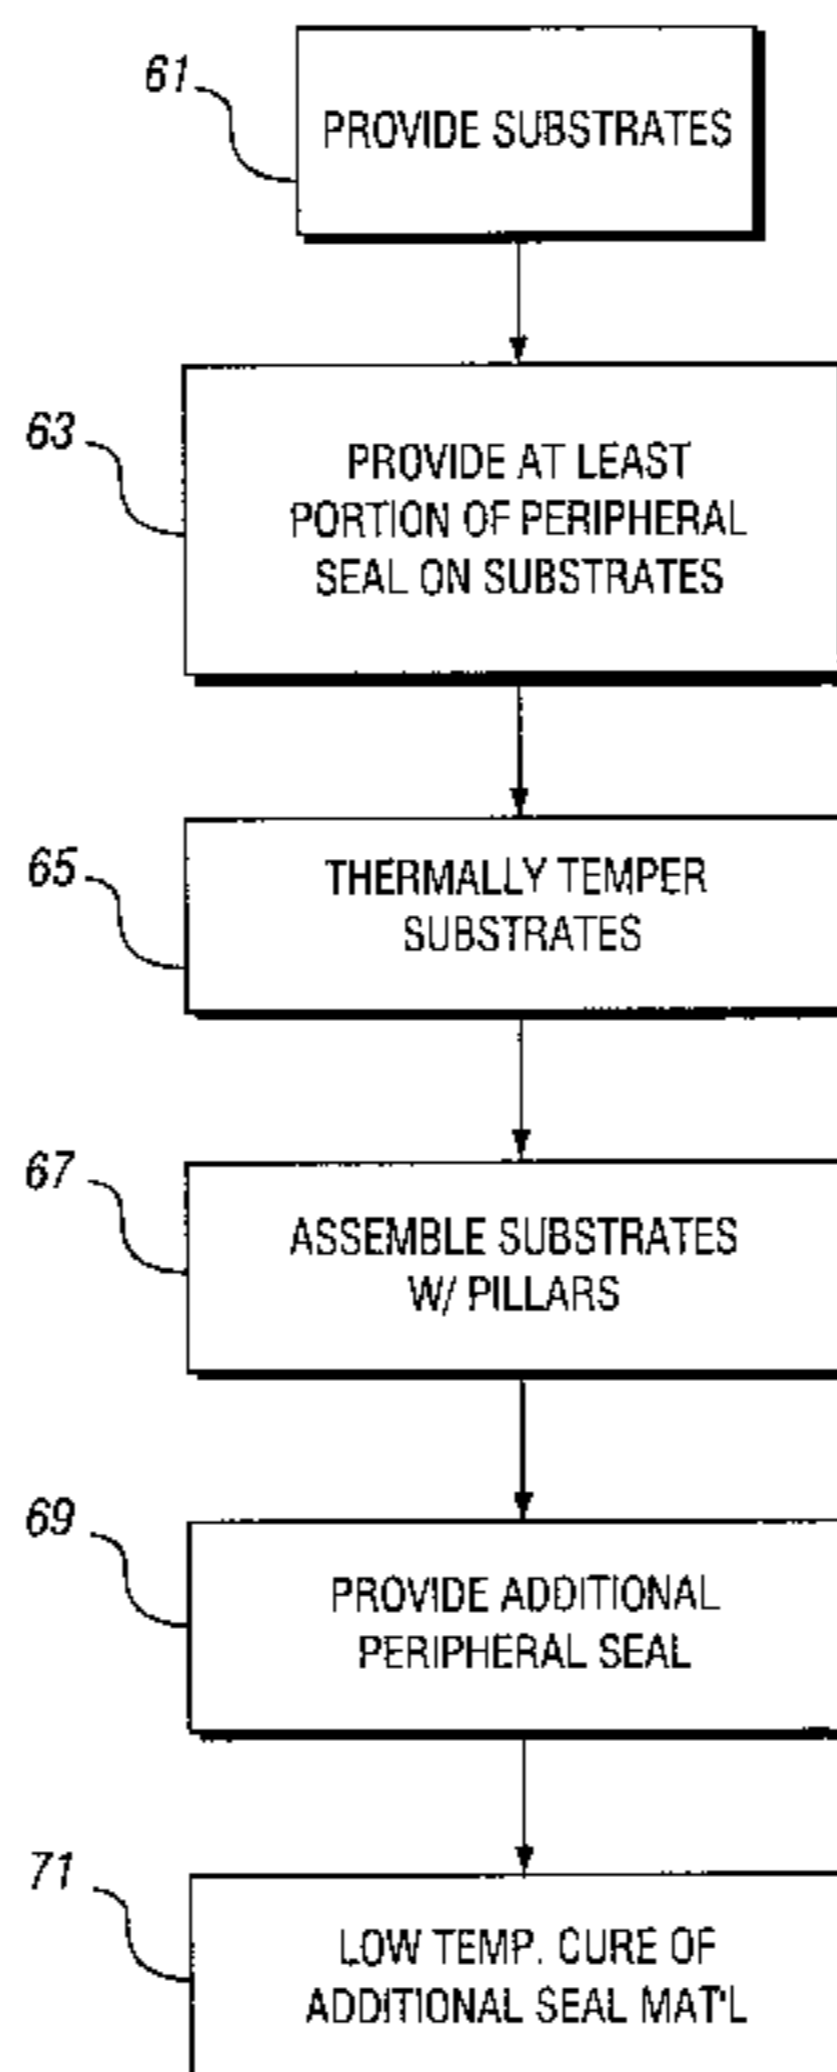 61
PROVIDE SUBSTRATES
63
PROVIDE AT LEAST
PORTION OF PERIPHERAL
SEAL ON SUBSTRATES
65
THERMALLY TEMPER
SUBSTRATES
67
ASSEMBLE SUBSTRATES
W/ PILLARS
69
PROVIDE ADDITIONAL
PERIPHERAL SEAL
71
LOW TEMP. CURE OF
ADDITIONAL SEAL MAT'L